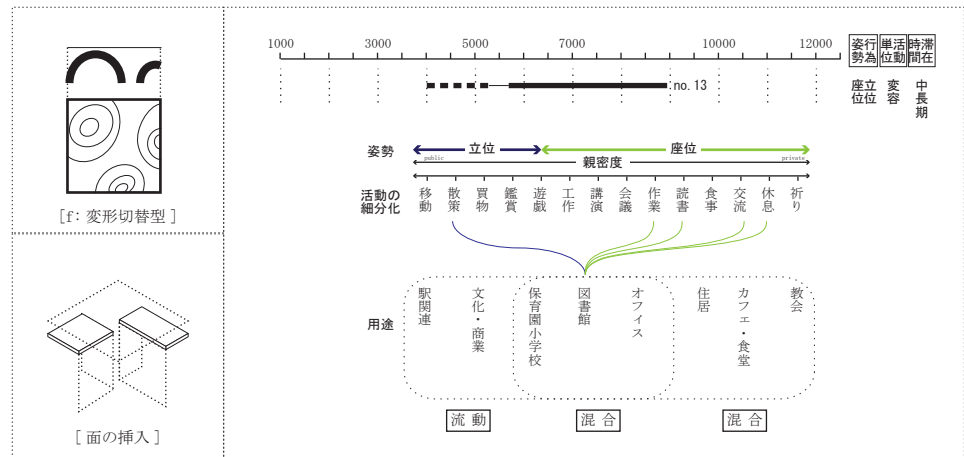 [f: 変形切替型 ]
[ 面の挿入 ]
1000 3000 5000 7000 10000 12000
行為姿勢 活動単位 滞在時間
no. 13
立位座位 変容 中長期
姿勢 立位 座位
public 親密度 private
活動の細分化
移動 散策 買物 鑑賞 遊戯 工作 講演 会議 作業 読書 食事 交流 休息 祈り
用途
駅関連 文化・商業 保育園小学校 図書館 オフィス 住居 カフェ・食堂 教会
流動 混合 混合